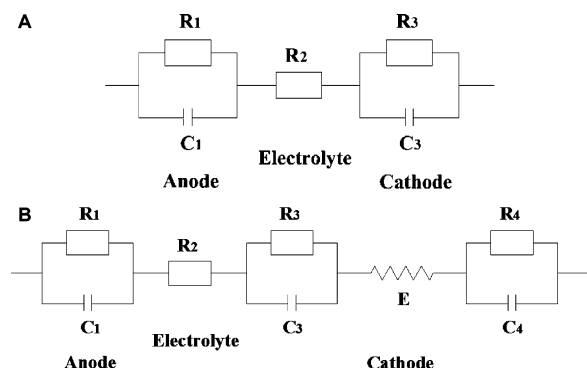 A
R1
R3
R2
C1
C3
Electrolyte
Anode
Cathode
B
R1
R3
R4
R2
E
C1
C3
C4
Electrolyte
Anode
Cathode